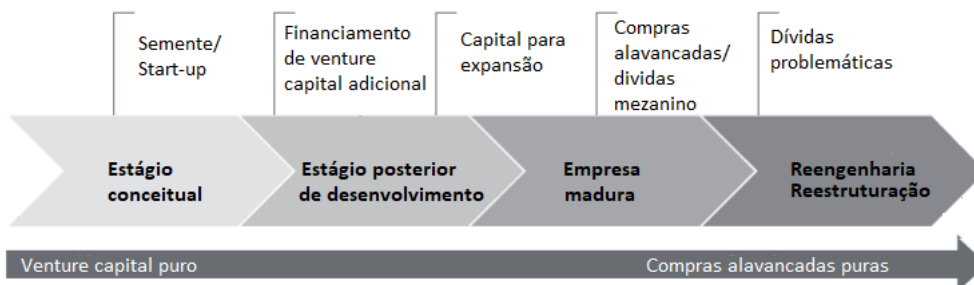 Semente/
Start-up
Financiamento
de venture
capital adicional
Capital para
expansão
Compras
alavancadas/
dividas
mezanino
Dívidas
problemáticas
Estágio
conceitual
Estágio posterior
de desenvolvimento
Empresa
madura
Reengenharia
Reestruturação
Venture capital puro
Compras alavancadas puras